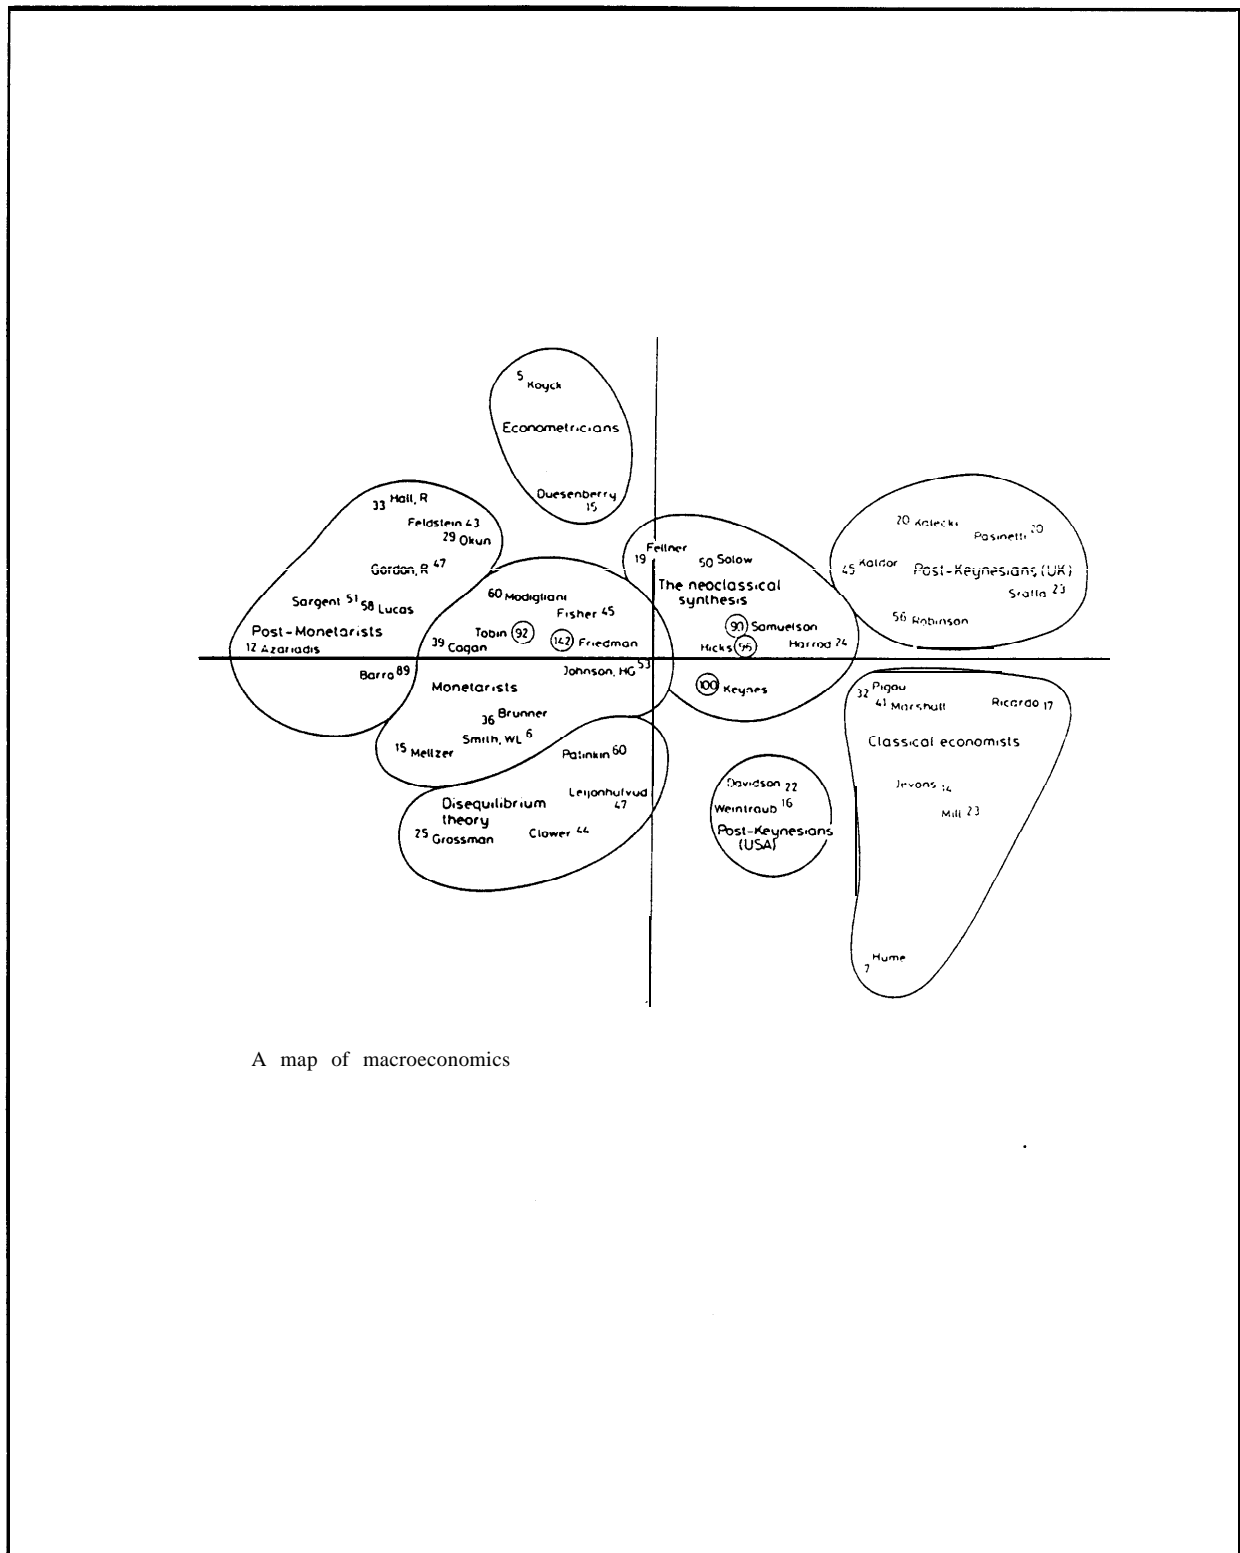 5 Koyck
Econometricians
Duesenberry
15
33 Hall, R
Feldstein 43
29 Okun
Gordon, R 47
Sargent 51 58 Lucas
Post-Monetarists
12 Azariadis
Barro 89
60 Modigliani
Fisher 45
Tobin 92
142 Friedman
39 Cagan
Johnson, HG 53
Monetarists
36 Brunner
Smith, WL 6
15 Meltzer
Patinkin 60
Leijonhufvud
47
Disequilibrium
theory
25 Grossman
Clower 44
19 Fellner
50 Solow
The neoclassical
synthesis
90 Samuelson
Hicks 96
Harrod 24
100 Keynes
Davidson 22
Weintraub 16
Post-Keynesians
(USA)
20 Kalecki
Pasinetti 20
45 Kaldor
Post-Keynesians (UK)
Sraffa 23
56 Robinson
32 Pigou
41 Marshall
Ricardo 17
Classical economists
Jevons 14
Mill 23
7 Hume
A map of macroeconomics